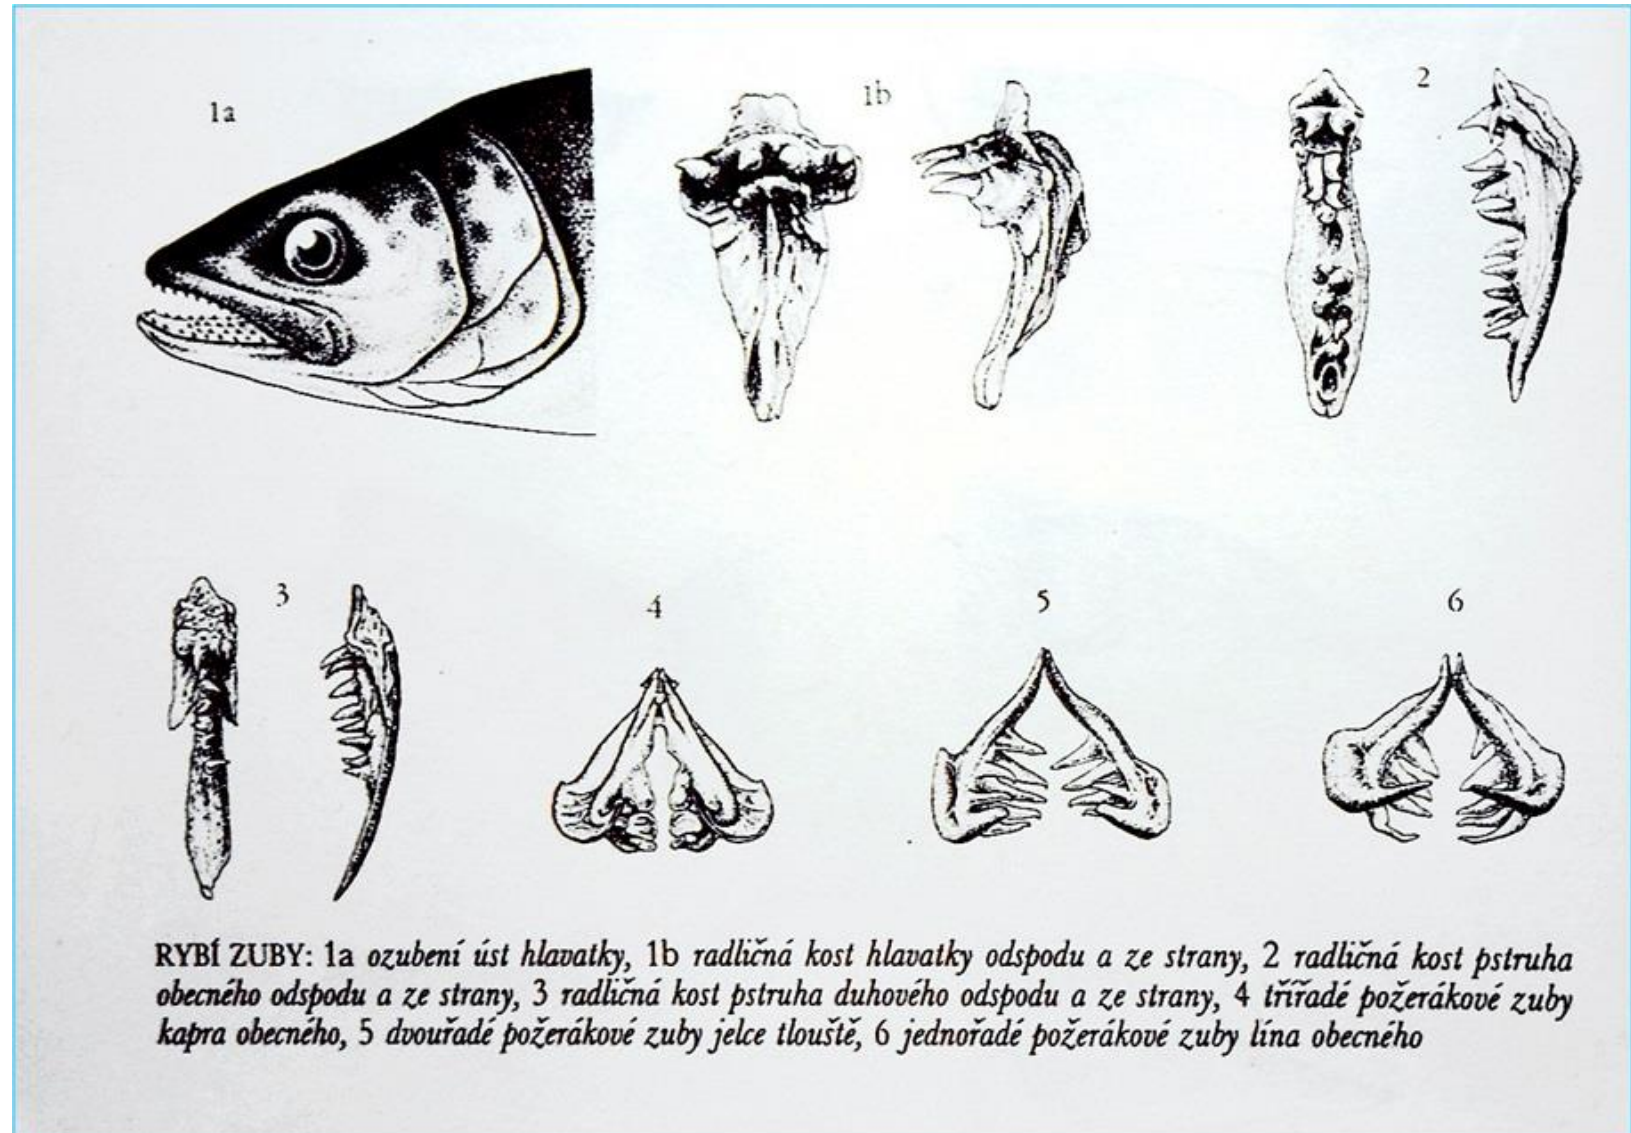 1a
1b
2
3
4
5
6
RYBÍ ZUBY: 1a ozubení úst hlavatky, 1b radličná kost hlavatky odspodu a ze strany, 2 radličná kost pstruha
obecného odspodu a ze strany, 3 radličná kost pstruha duhového odspodu a ze strany, 4 třířadé požerákové zuby
kapra obecného, 5 dvouřadé požerákové zuby jelce tlouště, 6 jednořadé požerákové zuby lína obecného